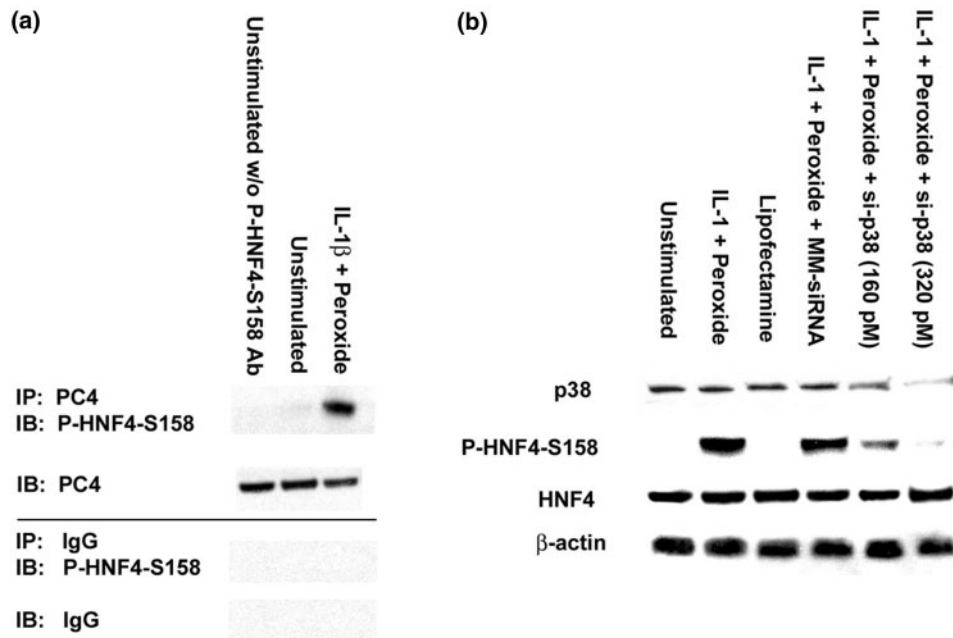 (a)
Unstimulated w/o P-HNF4-S158 Ab
Unstimulated
IL-1β + Peroxide
IP: PC4
IB: P-HNF4-S158
IB: PC4
IP: IgG
IB: P-HNF4-S158
IB: IgG
(b)
Unstimulated
IL-1 + Peroxide
Lipofectamine
IL-1 + Peroxide + MM-siRNA
IL-1 + Peroxide + si-p38 (160 pM)
IL-1 + Peroxide + si-p38 (320 pM)
p38
P-HNF4-S158
HNF4
β-actin